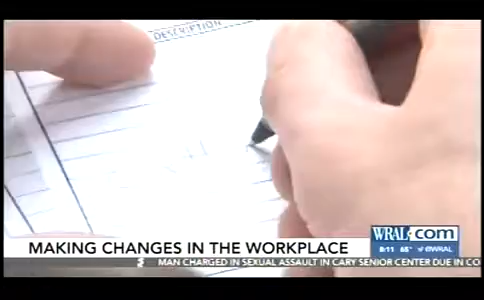 DESCRIPTION
MAKING CHANGES IN THE WORKPLACE
WRAL.com
8:11 65° @WRAL
MAN CHARGED IN SEXUAL ASSAULT IN CARY SENIOR CENTER DUE IN CO